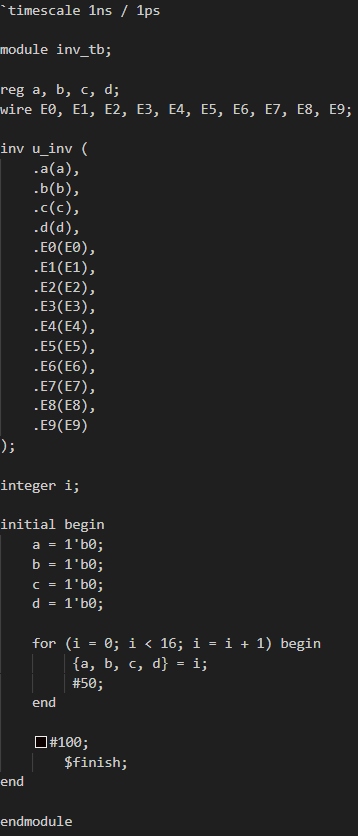 `timescale 1ns / 1ps
module inv_tb;
reg a, b, c, d;
wire E0, E1, E2, E3, E4, E5, E6, E7, E8, E9;
inv u_inv (
    .a(a),
    .b(b),
    .c(c),
    .d(d),
    .E0(E0),
    .E1(E1),
    .E2(E2),
    .E3(E3),
    .E4(E4),
    .E5(E5),
    .E6(E6),
    .E7(E7),
    .E8(E8),
    .E9(E9)
);
integer i;
initial begin
    a = 1'b0;
    b = 1'b0;
    c = 1'b0;
    d = 1'b0;
    for (i = 0; i < 16; i = i + 1) begin
        {a, b, c, d} = i;
        #50;
    end
    #100;
        $finish;
end
endmodule